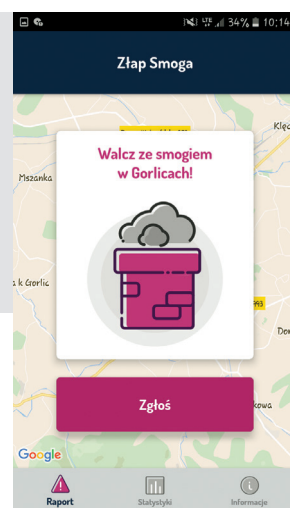 LTE 34% 10:14
Złap Smoga
Klęc
Walcz ze smogiem
w Gorlicach!
Mszanka
a k Gorlic
993
Dor
Zgłoś
kowa
Google
Raport Statystyki Informacje